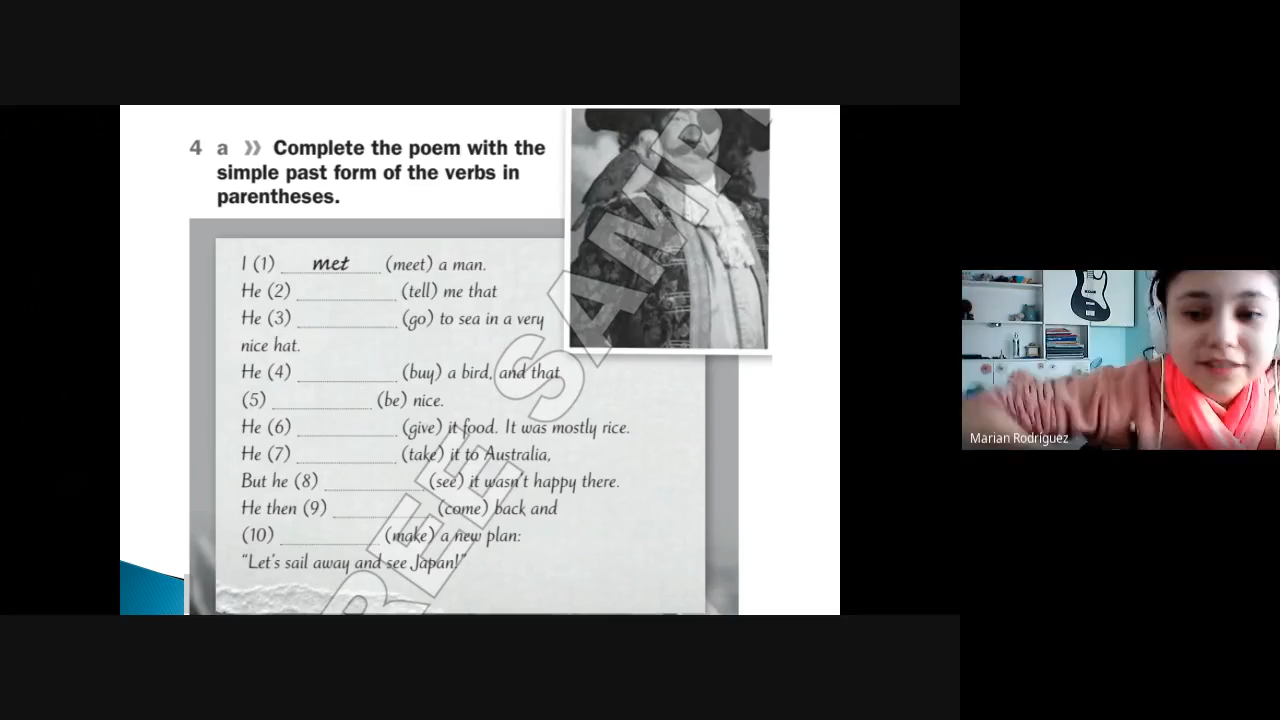 4 a » Complete the poem with the
simple past form of the verbs in
parentheses.
I (1) met (meet) a man.
He (2) (tell) me that
He (3) (go) to sea in a very
nice hat.
He (4) (buy) a bird, and that
(5) (be) nice.
He (6) (give) it food. It was mostly rice.
He (7) (take) it to Australia,
But he (8) (see) it wasn't happy there.
He then (9) (come) back and
(10) (make) a new plan:
"Let's sail away and see Japan!"
Marian Rodríguez